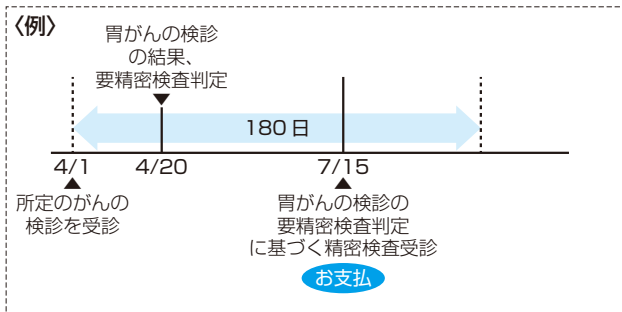 〈例〉
胃がんの検診
の結果、
要精密検査判定
180日
4/1
4/20
7/15
所定のがんの
検診を受診
胃がんの検診の
要精密検査判定
に基づく精密検査受診
お支払